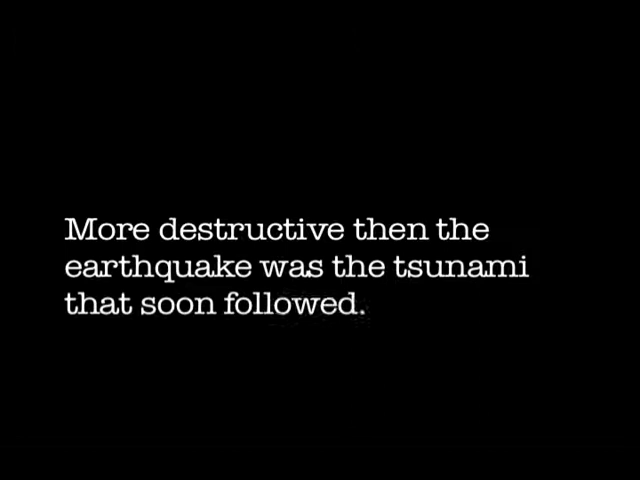 More destructive then the
earthquake was the tsunami
that soon followed.